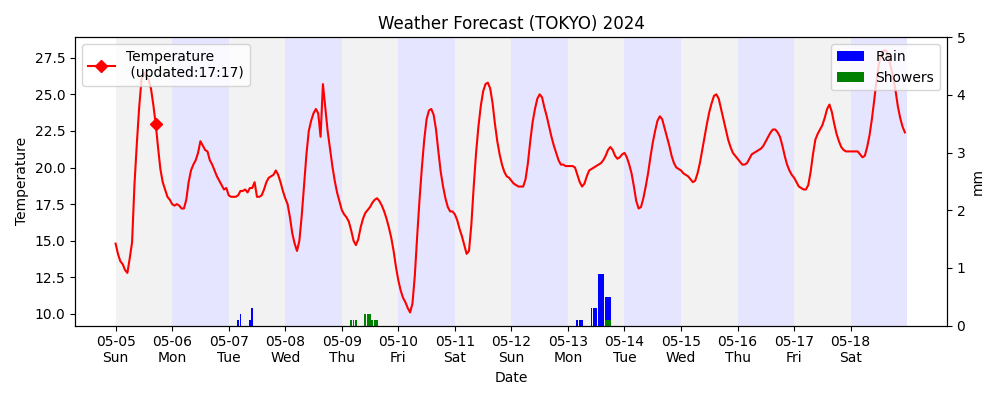 Weather Forecast (TOKYO) 2024
Temperature
(updated:17:17)
Rain
Showers
Temperature
27.5
25.0
22.5
20.0
17.5
15.0
12.5
10.0
5
4
3
2
1
0
mm
05-05 05-06 05-07 05-08 05-09 05-10 05-11 05-12 05-13 05-14 05-15 05-16 05-17 05-18
Sun Mon Tue Wed Thu Fri Sat Sun Mon Tue Wed Thu Fri Sat
Date